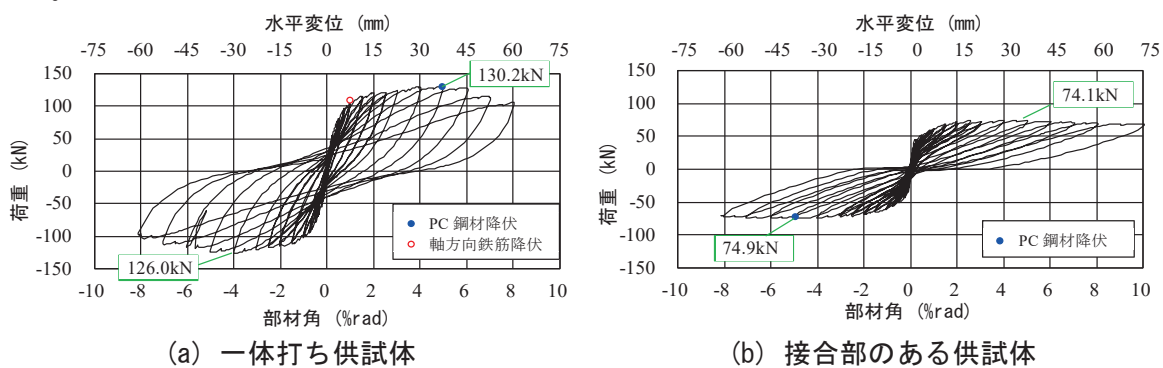 水平変位 (mm)
-75 -60 -45 -30 -15 0 15 30 45 60 75
150
100
50
0
-50
-100
-150
荷重 (kN)
130.2kN
126.0kN
PC 鋼材降伏
軸方向鉄筋降伏
-10 -8 -6 -4 -2 0 2 4 6 8 10
部材角 (%rad)
(a) 一体打ち供試体
水平変位 (mm)
-75 -60 -45 -30 -15 0 15 30 45 60 75
150
100
50
0
-50
-100
-150
荷重 (kN)
74.1kN
74.9kN
PC 鋼材降伏
-10 -8 -6 -4 -2 0 2 4 6 8 10
部材角 (%rad)
(b) 接合部のある供試体